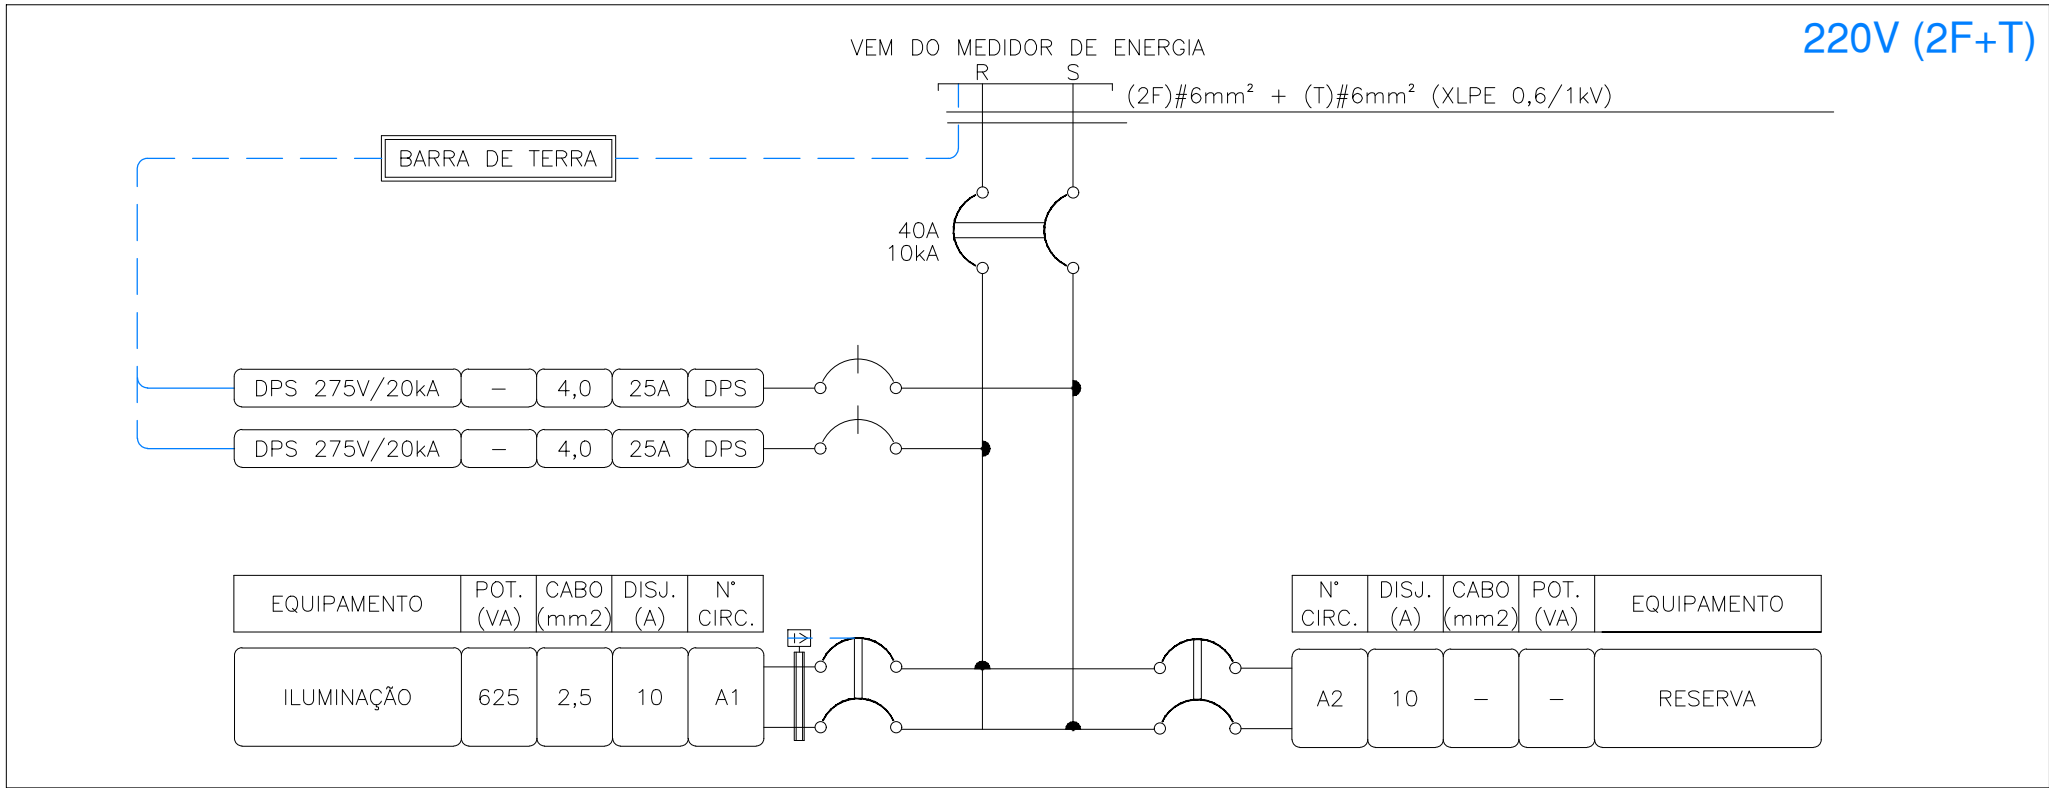 220V (2F+T)
VEM DO MEDIDOR DE ENERGIA
R S
(2F)#6mm² + (T)#6mm² (XLPE 0,6/1kV)
BARRA DE TERRA
40A
10kA
DPS 275V/20kA - 4,0 25A DPS
DPS 275V/20kA - 4,0 25A DPS
EQUIPAMENTO POT. (VA) CABO (mm2) DISJ. (A) N° CIRC.
ILUMINAÇÃO 625 2,5 10 A1
N° CIRC. DISJ. (A) CABO (mm2) POT. (VA) EQUIPAMENTO
A2 10 - - RESERVA